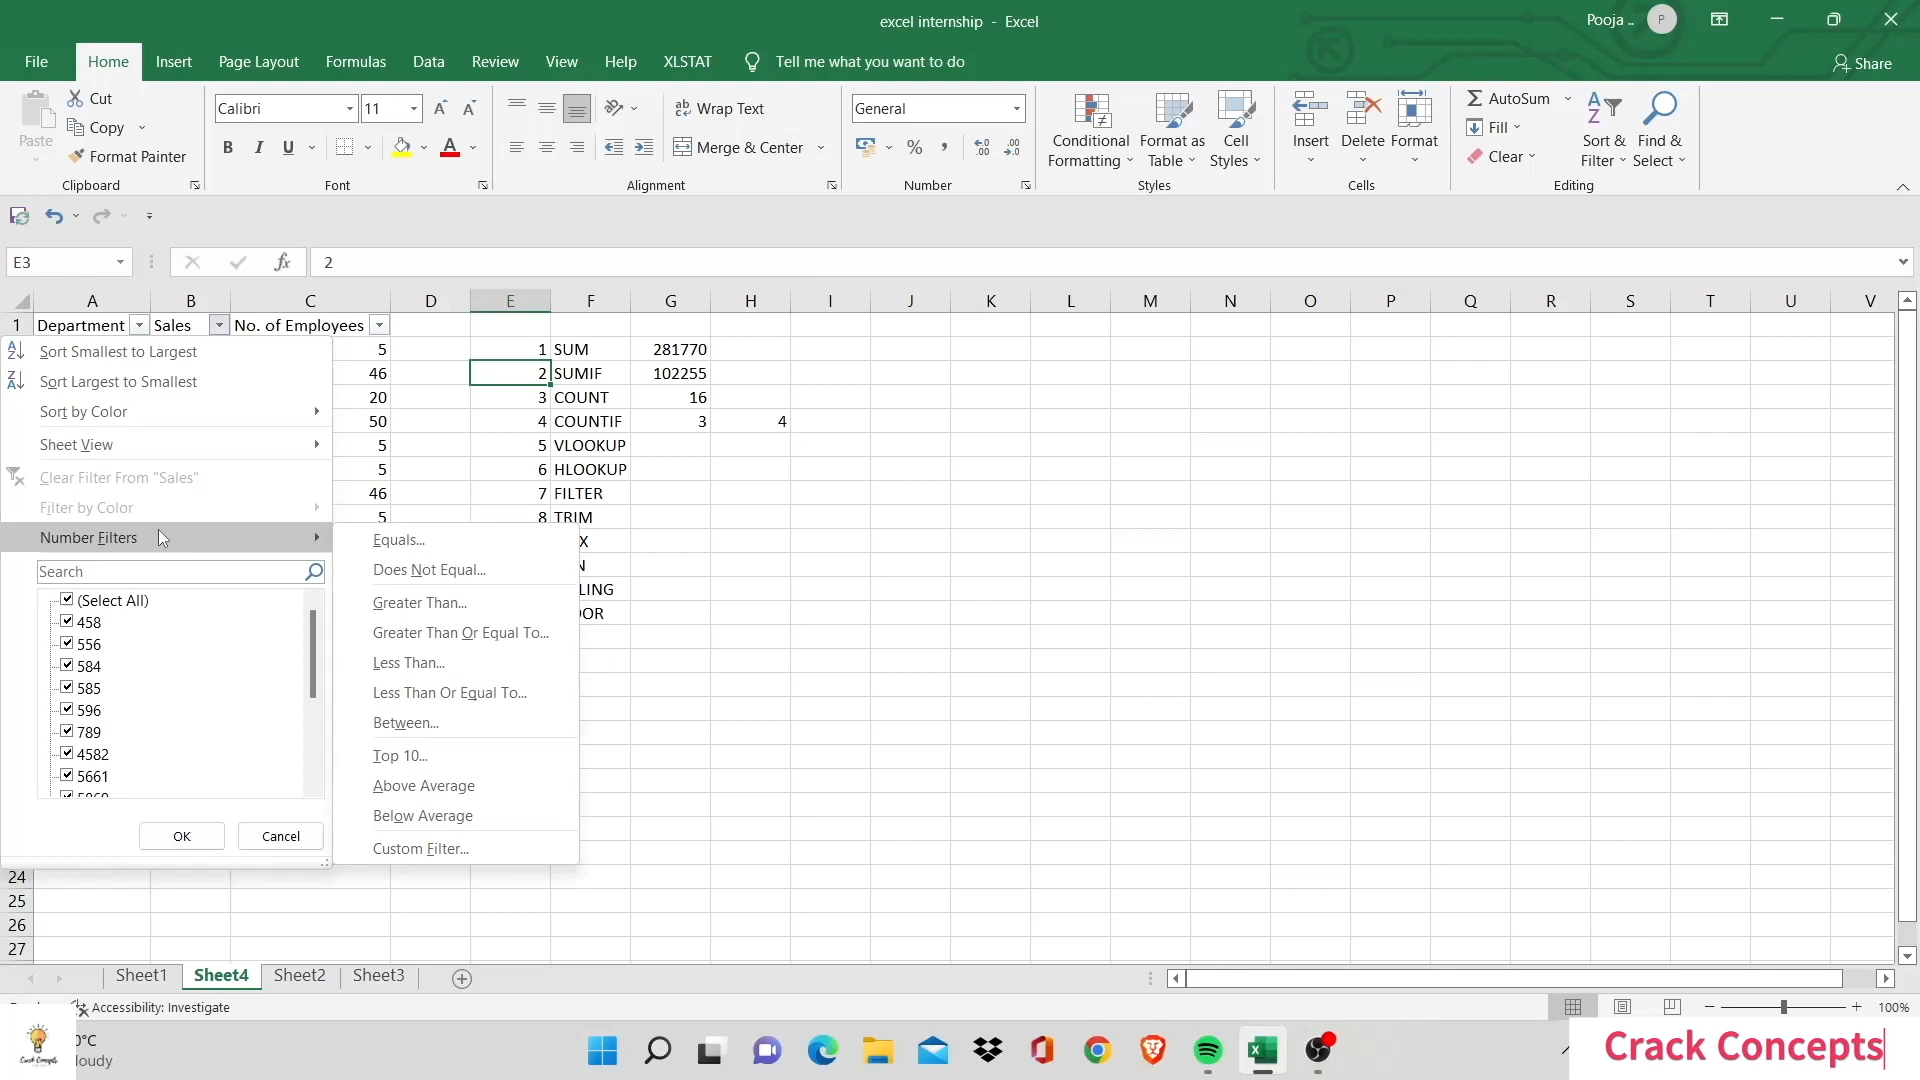 excel internship - Excel
Pooja ..
P
File Home Insert Page Layout Formulas Data Review View Help XLSTAT Tell me what you want to do
Share
Paste
Cut
Copy
Format Painter
Clipboard
Calibri 11
B I U
Font
Wrap Text
Merge & Center
Alignment
General
Number
Conditional Formatting
Format as Table
Cell Styles
Styles
Insert Delete Format
Cells
AutoSum
Fill
Clear
Sort & Filter
Find & Select
Editing
E3 fx 2
A B C D E F G H I J K L M N O P Q R S T U V
1 Department Sales No. of Employees
5 1 SUM 281770
46 2 SUMIF 102255
20 3 COUNT 16
50 4 COUNTIF 3 4
5 5 VLOOKUP
5 6 HLOOKUP
46 7 FILTER
5 8 TRIM
X
N
LING
OOR
Sort Smallest to Largest
Sort Largest to Smallest
Sort by Color
Sheet View
Clear Filter From "Sales"
Filter by Color
Number Filters
Search
(Select All)
458
556
584
585
596
789
4582
5661
OK Cancel
Equals...
Does Not Equal...
Greater Than...
Greater Than Or Equal To...
Less Than...
Less Than Or Equal To...
Between...
Top 10...
Above Average
Below Average
Custom Filter...
24
25
26
27
Sheet1 Sheet4 Sheet2 Sheet3
Accessibility: Investigate
100%
0°C
loudy
Crack Concepts
Crack Concepts